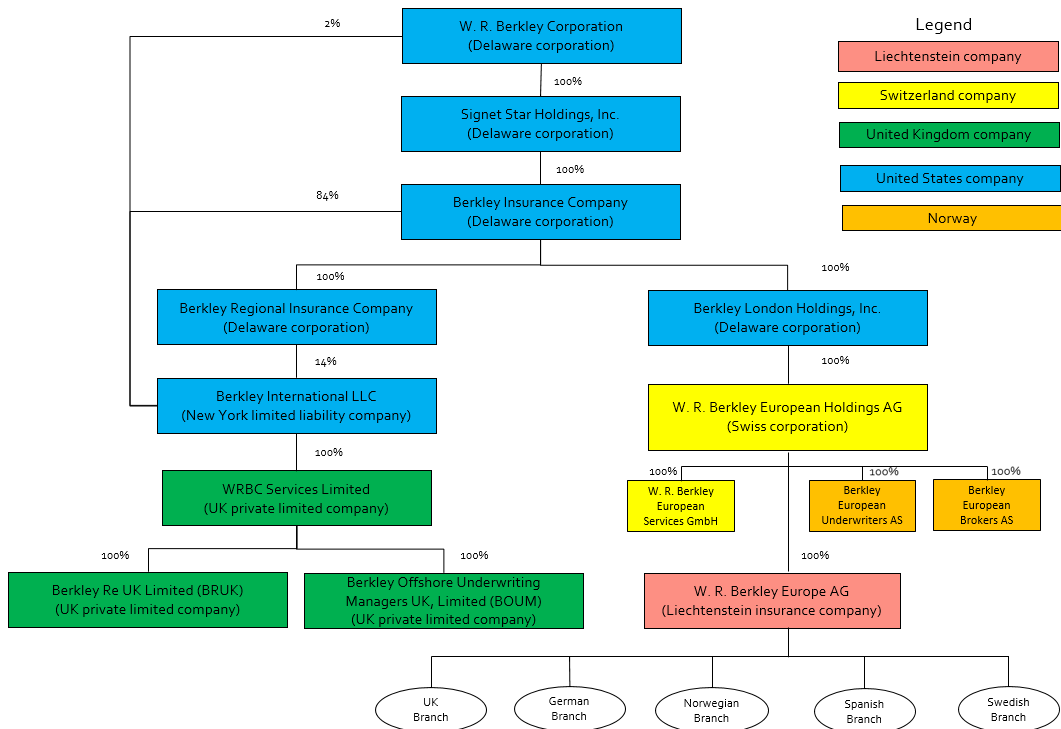 2%
W. R. Berkley Corporation
(Delaware corporation)
Legend
Liechtenstein company
100%
Switzerland company
Signet Star Holdings, Inc.
(Delaware corporation)
United Kingdom company
100%
United States company
84%
Berkley Insurance Company
(Delaware corporation)
Norway
100%
100%
Berkley Regional Insurance Company
(Delaware corporation)
Berkley London Holdings, Inc.
(Delaware corporation)
14%
100%
Berkley International LLC
(New York limited liability company)
W. R. Berkley European Holdings AG
(Swiss corporation)
100%
100%
100%
100%
WRBC Services Limited
(UK private limited company)
W. R. Berkley
European
Services GmbH
Berkley
European
Underwriters AS
Berkley
European
Brokers AS
100%
100%
100%
Berkley Re UK Limited (BRUK)
(UK private limited company)
Berkley Offshore Underwriting
Managers UK, Limited (BOUM)
(UK private limited company)
W. R. Berkley Europe AG
(Liechtenstein insurance company)
UK
Branch
German
Branch
Norwegian
Branch
Spanish
Branch
Swedish
Branch